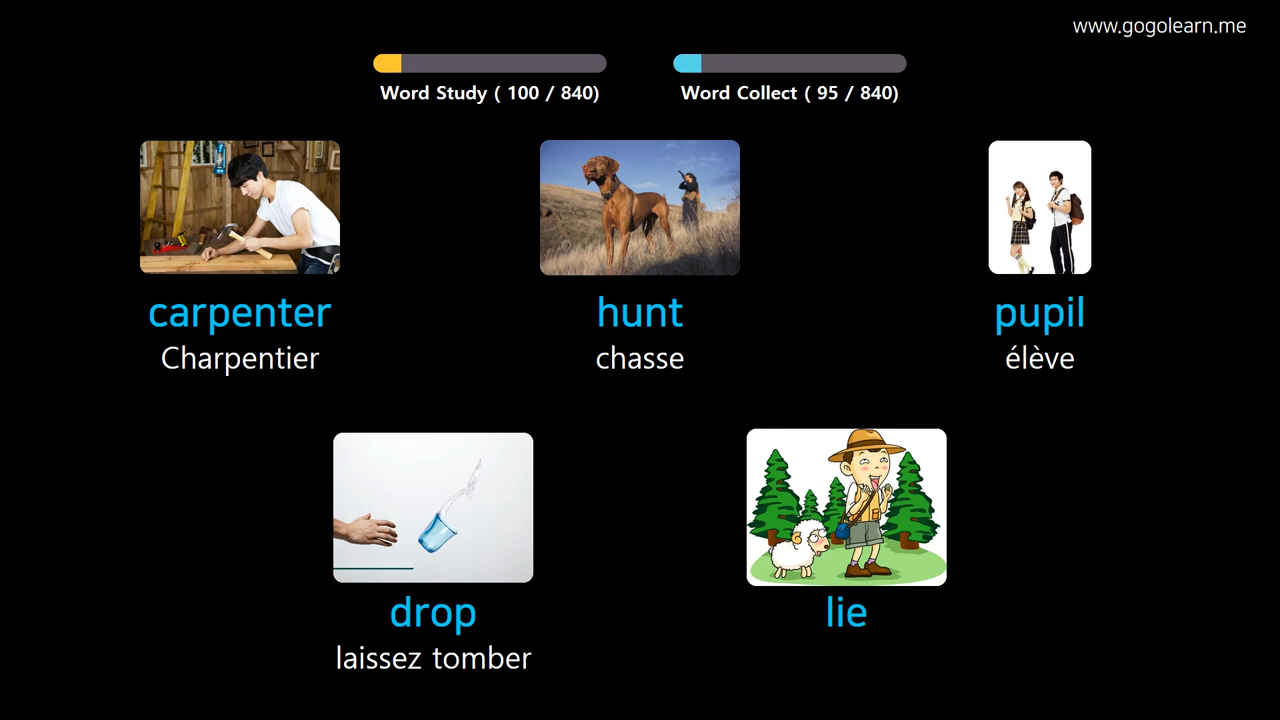 www.gogolearn.me
Word Study ( 100 / 840)
Word Collect ( 95 / 840)
carpenter
Charpentier
hunt
chasse
pupil
élève
drop
laissez tomber
lie